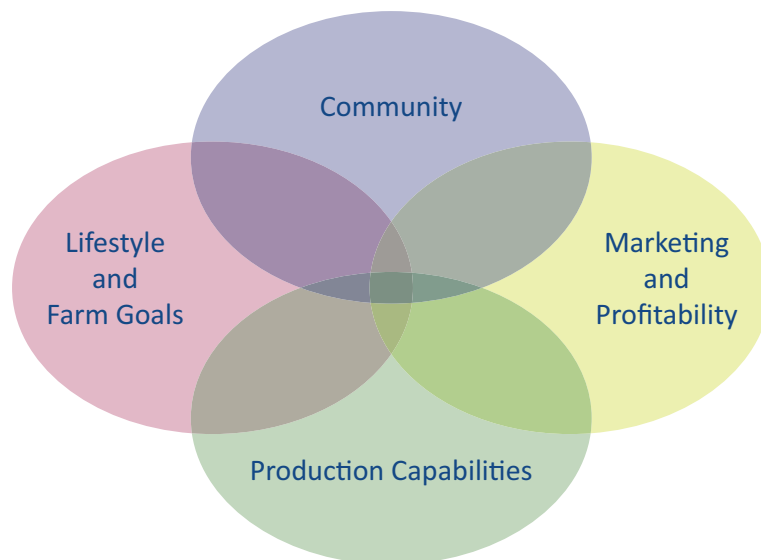 Community
Lifestyle
and
Farm Goals
Marketing
and
Profitability
Production Capabilities